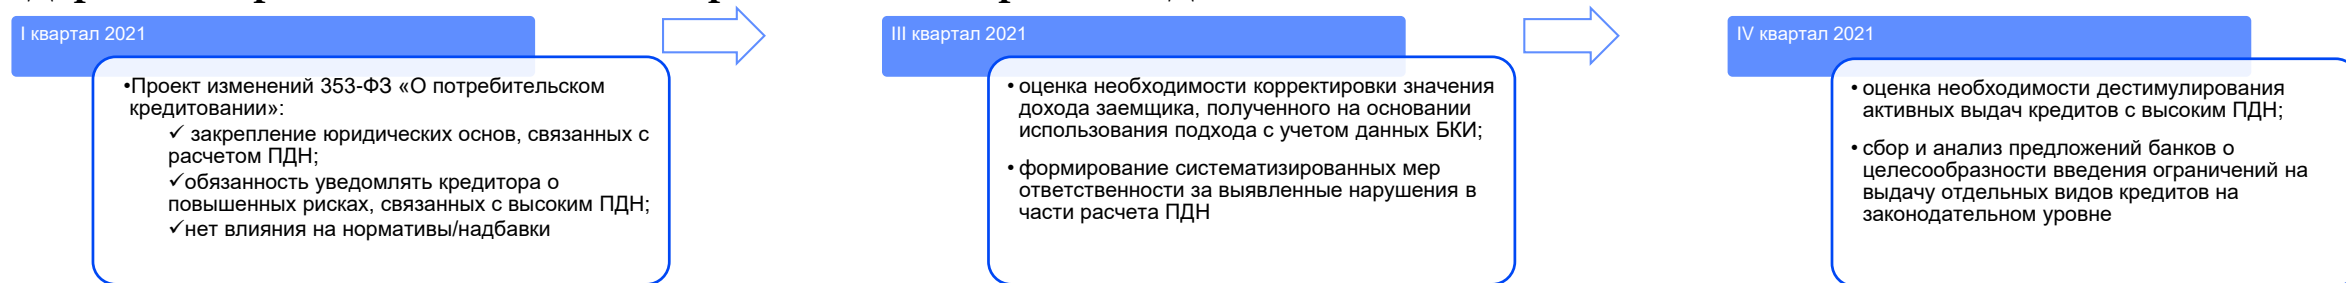 I квартал 2021
•Проект изменений 353-ФЗ «О потребительском
кредитовании»:
✓ закрепление юридических основ, связанных с
расчетом ПДН;
✓обязанность уведомлять кредитора о
повышенных рисках, связанных с высоким ПДН;
✓нет влияния на нормативы/надбавки
III квартал 2021
• оценка необходимости корректировки значения
дохода заемщика, полученного на основании
использования подхода с учетом данных БКИ;
• формирование систематизированных мер
ответственности за выявленные нарушения в
части расчета ПДН
IV квартал 2021
• оценка необходимости дестимулирования
активных выдач кредитов с высоким ПДН;
• сбор и анализ предложений банков о
целесообразности введения ограничений на
выдачу отдельных видов кредитов на
законодательном уровне